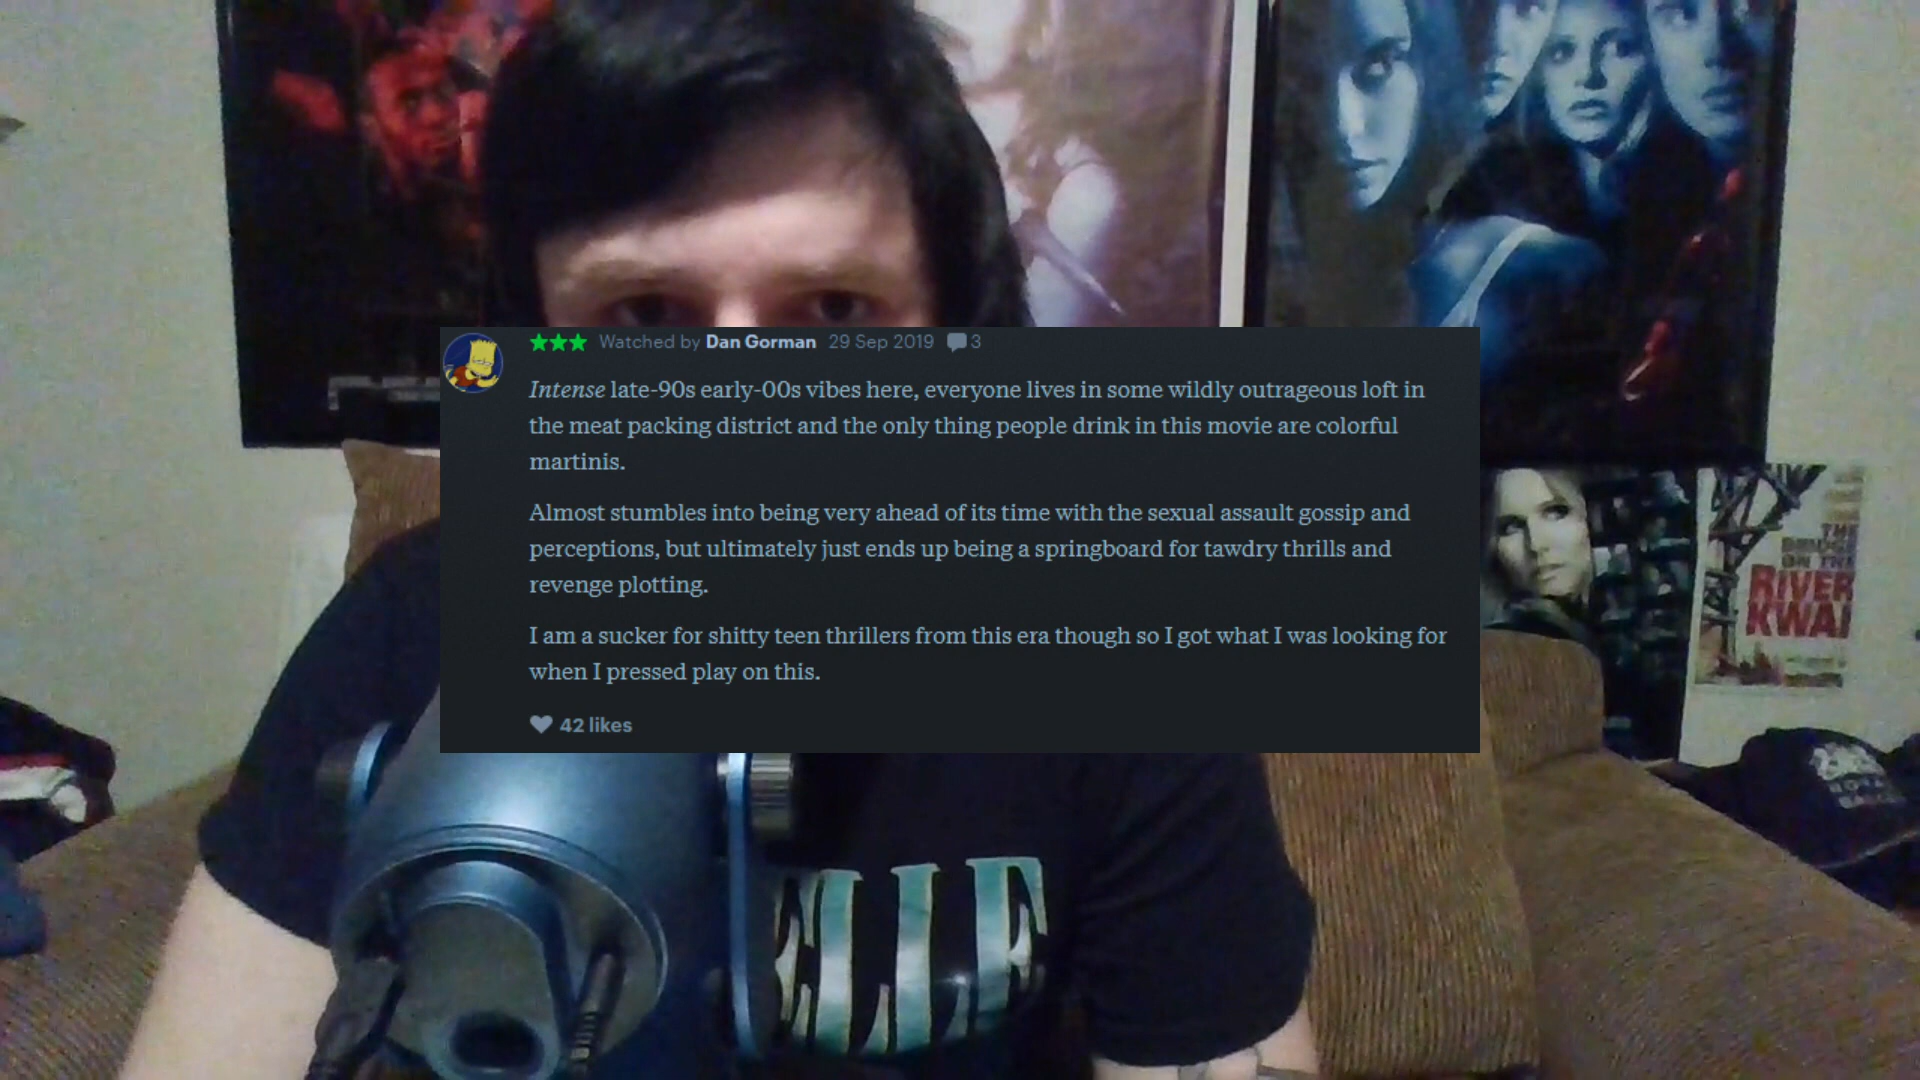 ★★★ Watched by Dan Gorman 29 Sep 2019 3
Intense late-90s early-00s vibes here, everyone lives in some wildly outrageous loft in
the meat packing district and the only thing people drink in this movie are colorful
martinis.
Almost stumbles into being very ahead of its time with the sexual assault gossip and
perceptions, but ultimately just ends up being a springboard for tawdry thrills and
revenge plotting.
I am a sucker for shitty teen thrillers from this era though so I got what I was looking for
when I pressed play on this.
42 likes
THE
BRIDGE
ON THE
RIVER
KWAI